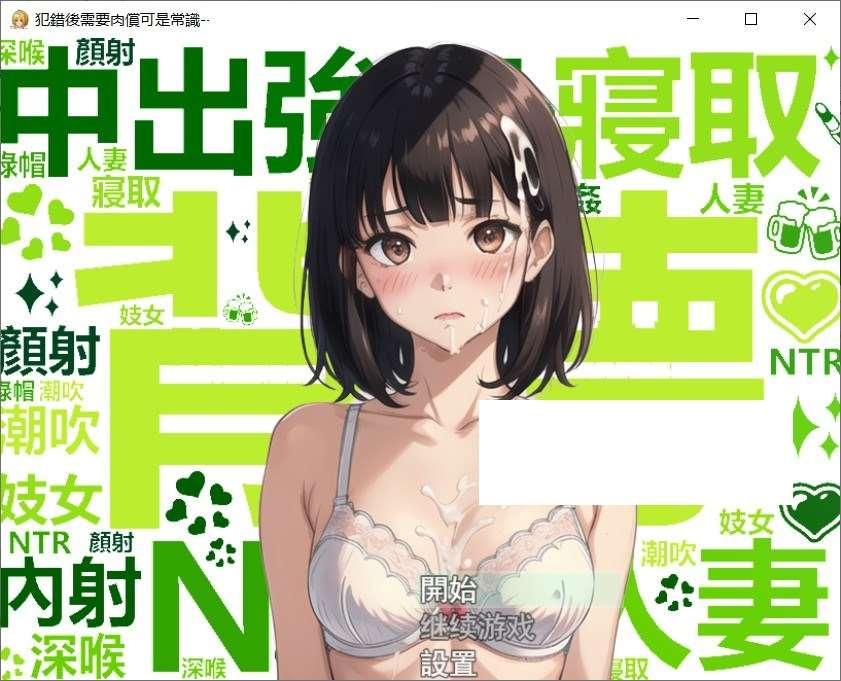 犯錯後需要肉償可是常識--
深喉
顏射
中出強
寢取
綠帽
人妻
寢取
人妻
背德
妓女
顏射
NTR
綠帽
潮吹
潮吹
妓女
妓女
NTR
顏射
潮吹
內射
N
人妻
開始
继续游戏
設置
深喉
深喉
寢取